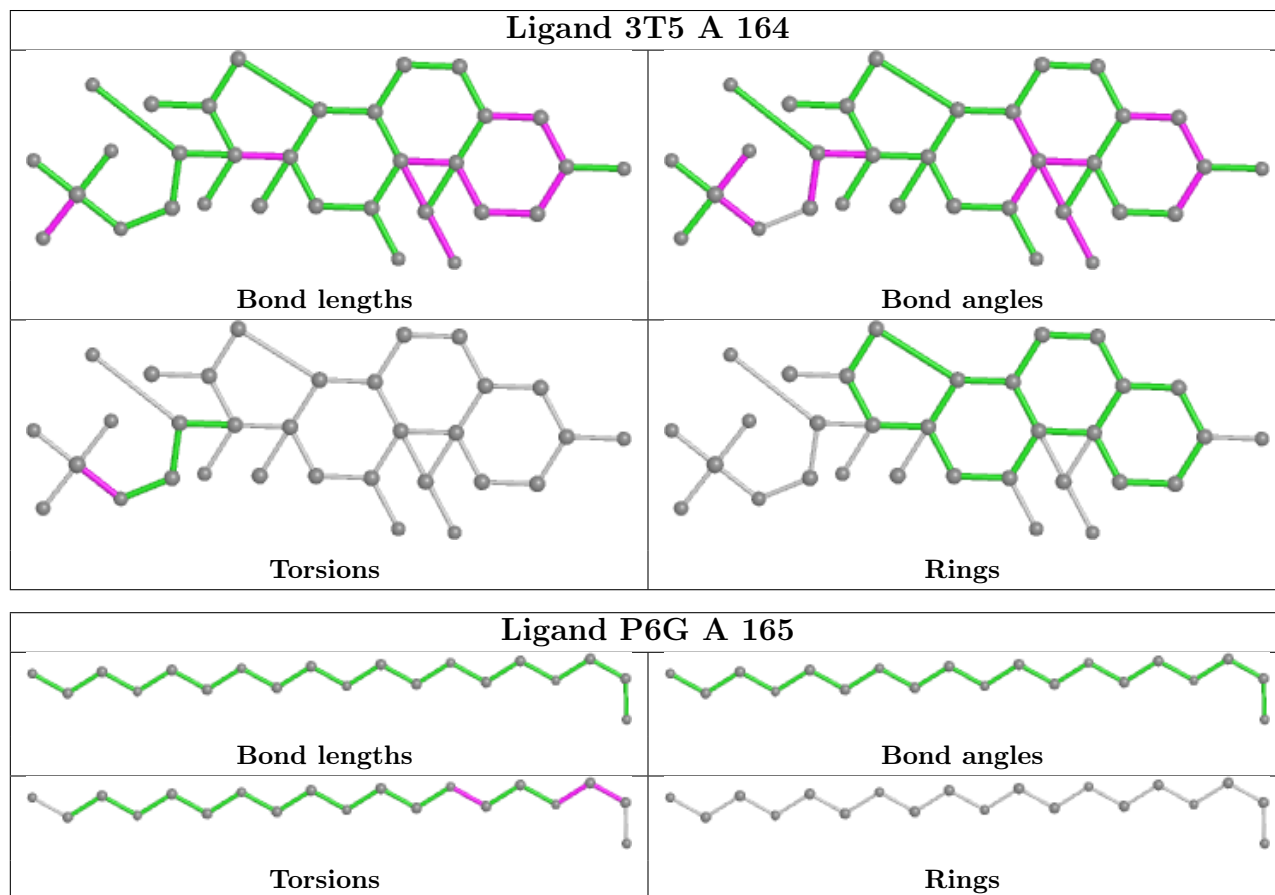 Ligand 3T5 A 164
Bond lengths
Bond angles
Torsions
Rings
Ligand P6G A 165
Bond lengths
Bond angles
Torsions
Rings